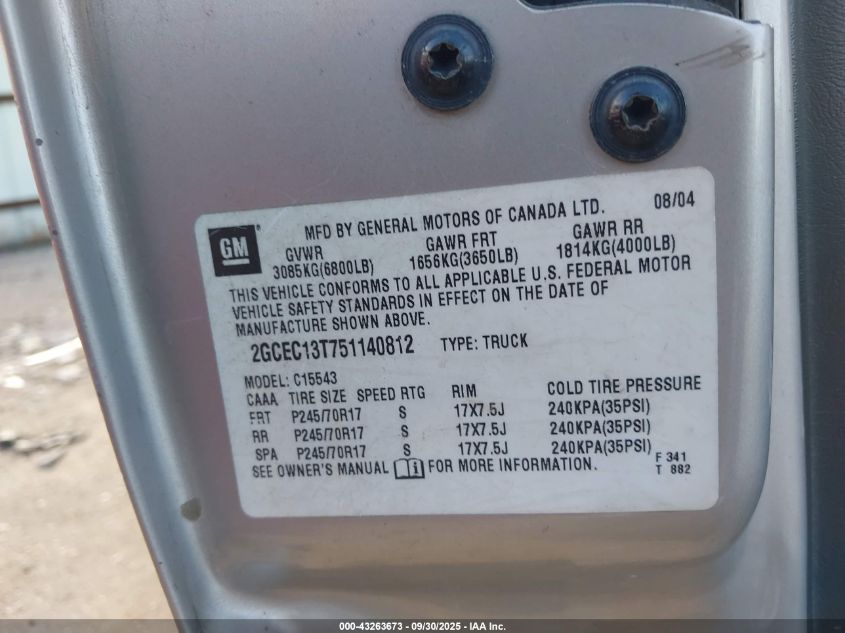 MFD BY GENERAL MOTORS OF CANADA LTD. 08/04
GM
GVWR GAWR FRT GAWR RR
3085KG(6800LB) 1656KG(3650LB) 1814KG(4000LB)
THIS VEHICLE CONFORMS TO ALL APPLICABLE U.S. FEDERAL MOTOR
VEHICLE SAFETY STANDARDS IN EFFECT ON THE DATE OF
MANUFACTURE SHOWN ABOVE.
2GCEC13T751140812 TYPE: TRUCK
MODEL: C15543
CAAA TIRE SIZE SPEED RTG RIM COLD TIRE PRESSURE
FRT P245/70R17 S 17X7.5J 240KPA(35PSI)
RR P245/70R17 S 17X7.5J 240KPA(35PSI)
SPA P245/70R17 S 17X7.5J 240KPA(35PSI)
SEE OWNER'S MANUAL i FOR MORE INFORMATION.
F 341
T 882
000-43263673 - 09/30/2025 - IAA Inc.